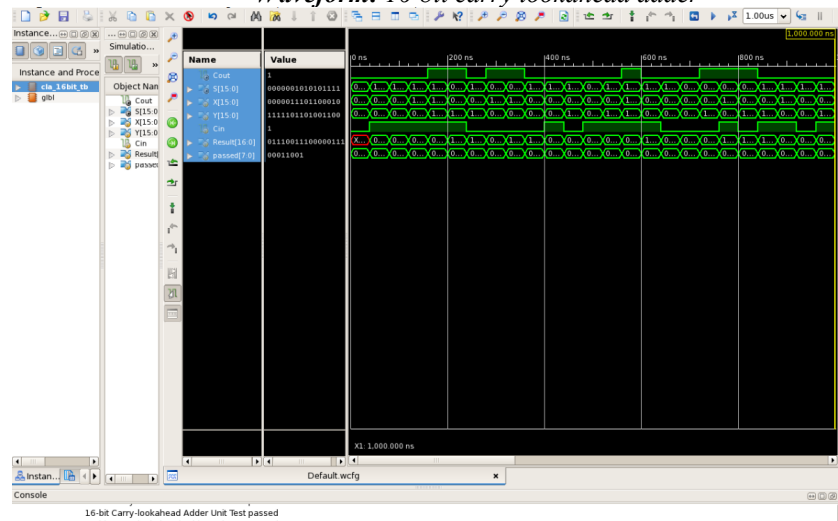 Waveform: 16-bit carry lookahead adder
1.00us
Instance...
Simulatio...
1,000.000 ns
Instance and Proce
Object Nam
Name
Value
0 ns
200 ns
400 ns
600 ns
800 ns
cla_16bit_tb
glbl
Cout
S[15:0
X[15:0
Y[15:0
Cin
Result[
passed
Cout 1
S[15:0] 0000001010101111
X[15:0] 0000011101100010
Y[15:0] 1111101101001100
Cin 1
Result[16:0] 01110011100000111
passed[7:0] 00011001
X1: 1,000.000 ns
Instan...
Default.wcfg
Console
16-bit Carry-lookahead Adder Unit Test passed